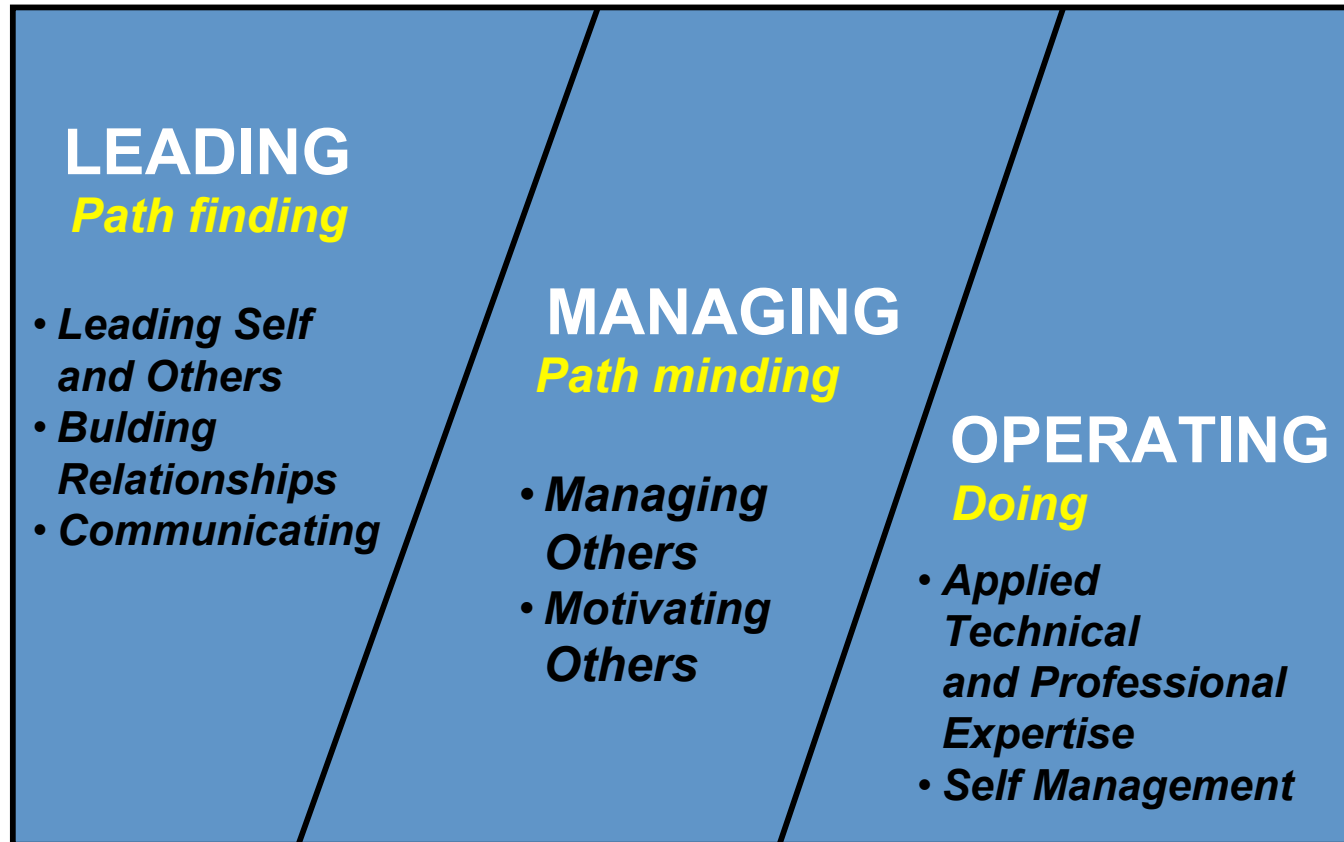 LEADING
Path finding
• Leading Self
and Others
• Bulding
Relationships
• Communicating
MANAGING
Path minding
• Managing
Others
• Motivating
Others
OPERATING
Doing
• Applied
Technical
and Professional
Expertise
• Self Management